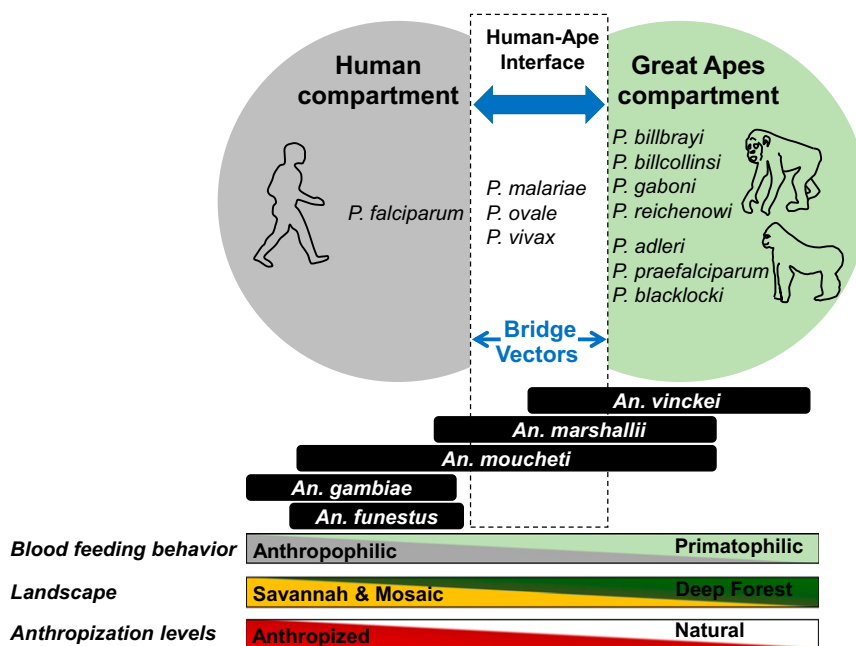 Human
compartment
Human-Ape
Interface
Great Apes
compartment
P. falciparum
P. malariae
P. ovale
P. vivax
P. billbrayi
P. billcollinsi
P. gaboni
P. reichenowi
P. adleri
P. praefalciparum
P. blacklocki
Bridge
Vectors
An. vinckei
An. marshallii
An. moucheti
An. gambiae
An. funestus
Blood feeding behavior Anthropophilic Primatophilic
Landscape Savannah & Mosaic Deep Forest
Anthropization levels Anthropized Natural